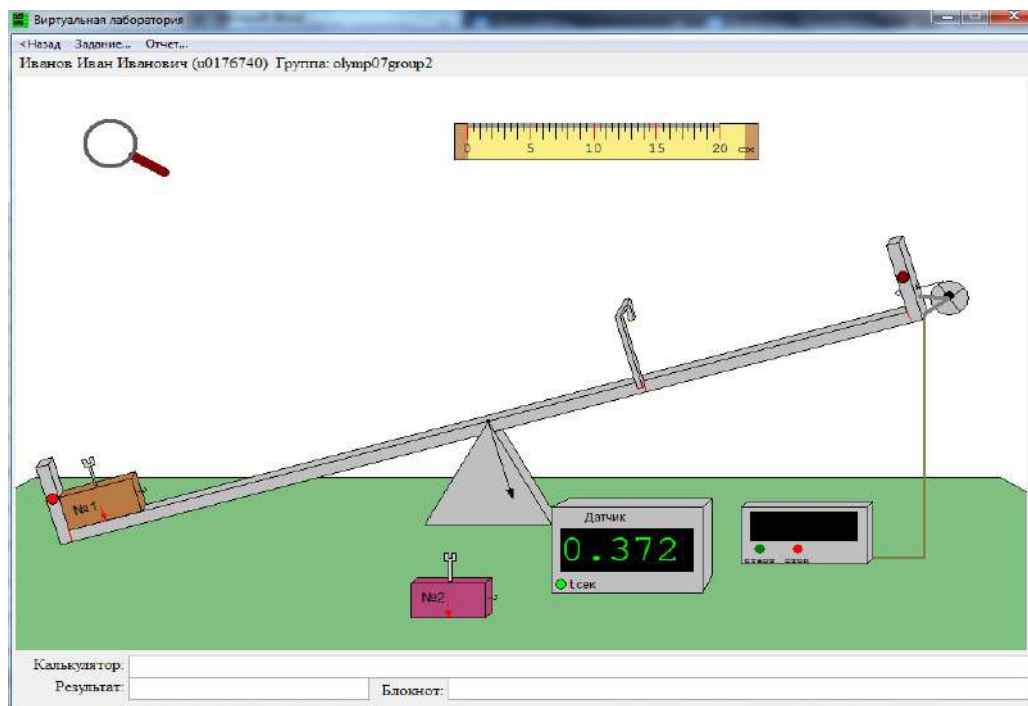 Виртуальная лаборатория
<Назад Задание... Отчет...
Иванов Иван Иванович (u0176740) Группа: olymp07group2
0 5 10 15 20 см
№1
Датчик
0.372
t,сек
№2
Калькулятор:
Результат:
Блокнот: